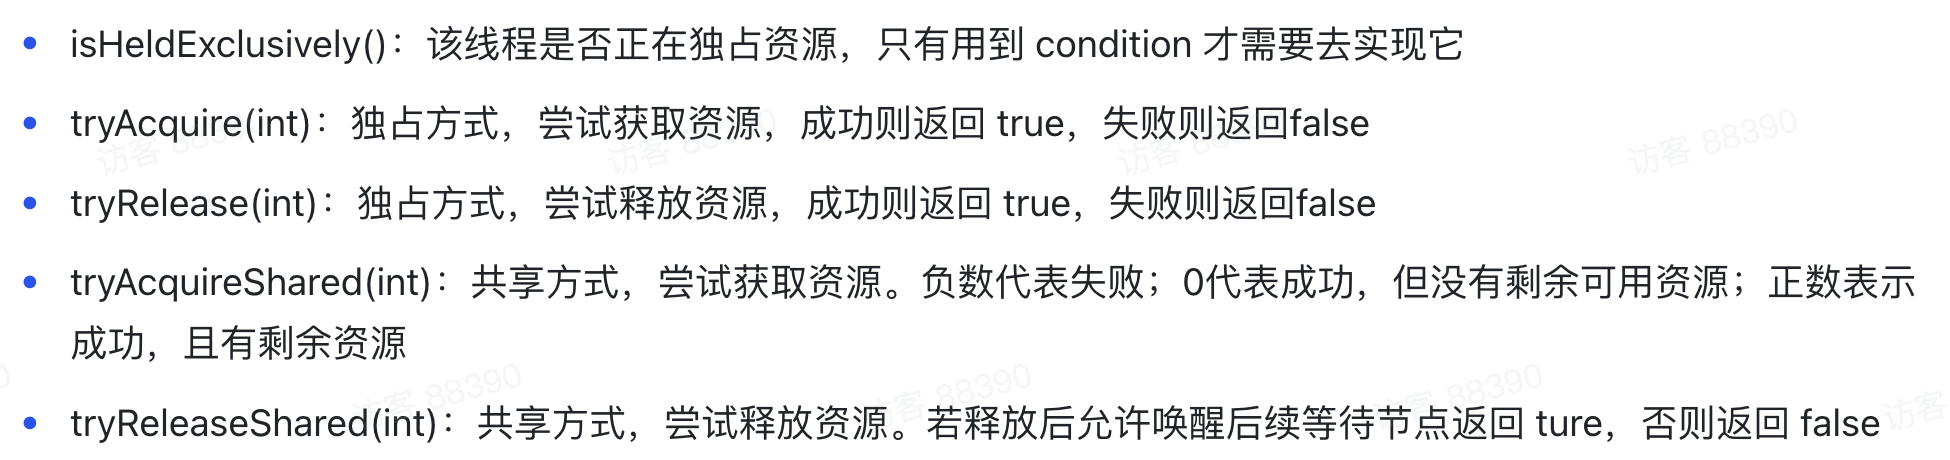 isHeldExclusively()：该线程是否正在独占资源，只有用到 condition 才需要去实现它
tryAcquire(int)：独占方式，尝试获取资源，成功则返回 true，失败则返回false
tryRelease(int)：独占方式，尝试释放资源，成功则返回 true，失败则返回false
tryAcquireShared(int)：共享方式，尝试获取资源。负数代表失败；0代表成功，但没有剩余可用资源；正数表示
成功，且有剩余资源
tryReleaseShared(int)：共享方式，尝试释放资源。若释放后允许唤醒后续等待节点返回 ture，否则返回 false
访客 88390